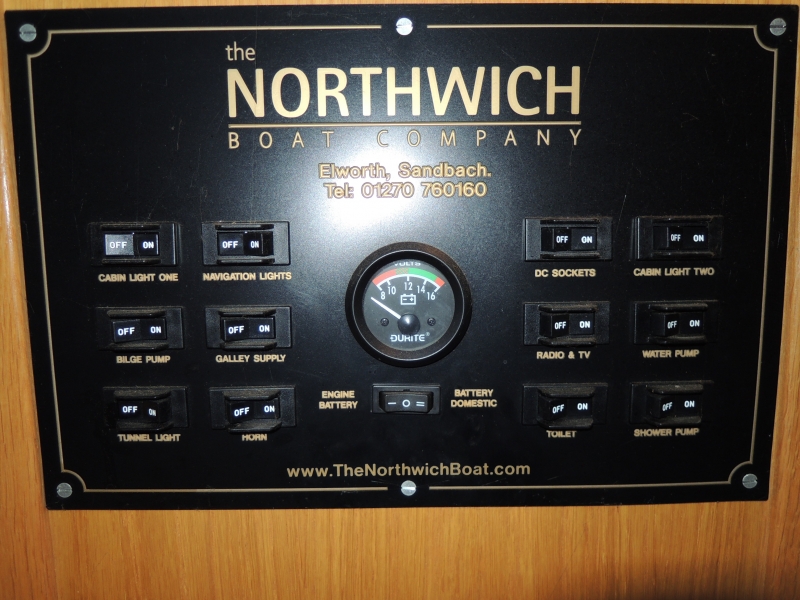 the
NORTHWICH
BOAT COMPANY
Elworth, Sandbach.
Tel: 01270 760160
OFF ON
OFF ON
OFF ON
OFF ON
CABIN LIGHT ONE
NAVIGATION LIGHTS
DC SOCKETS
CABIN LIGHT TWO
VOLTS
8 10 12 14 16
DURITE®
OFF ON
OFF ON
OFF ON
OFF ON
BILGE PUMP
GALLEY SUPPLY
RADIO & TV
WATER PUMP
ENGINE
BATTERY
– O =
BATTERY
DOMESTIC
OFF ON
OFF ON
OFF ON
OFF ON
TUNNEL LIGHT
HORN
TOILET
SHOWER PUMP
www.TheNorthwichBoat.com